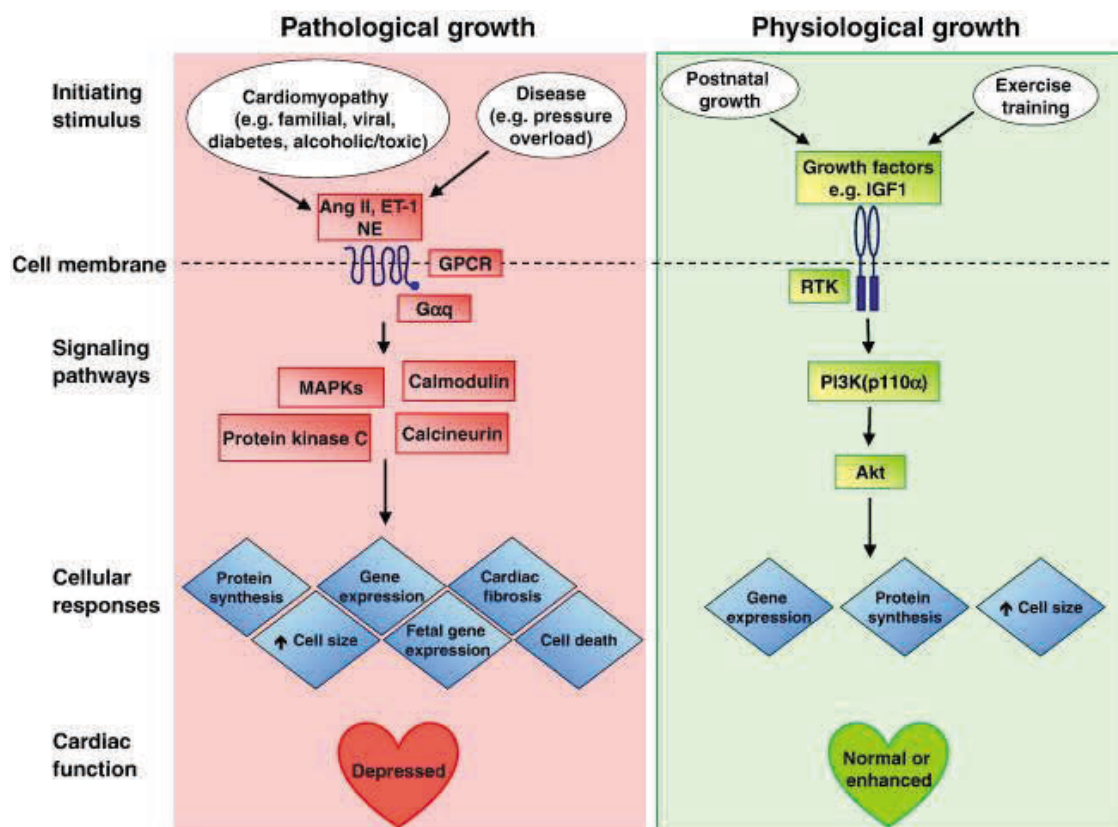 Pathological growth
Physiological growth
Initiating
stimulus
Cardiomyopathy
(e.g. familial, viral,
diabetes, alcoholic/toxic)
Disease
(e.g. pressure
overload)
Postnatal
growth
Exercise
training
Growth factors
e.g. IGF1
Ang II, ET-1
NE
Cell membrane
GPCR
RTK
Gαq
Signaling
pathways
MAPKs
Calmodulin
PI3K(p110α)
Protein kinase C
Calcineurin
Akt
Cellular
responses
Protein
synthesis
Gene
expression
Cardiac
fibrosis
↑ Cell size
Fetal gene
expression
Cell death
Gene
expression
Protein
synthesis
↑ Cell size
Cardiac
function
Depressed
Normal or
enhanced